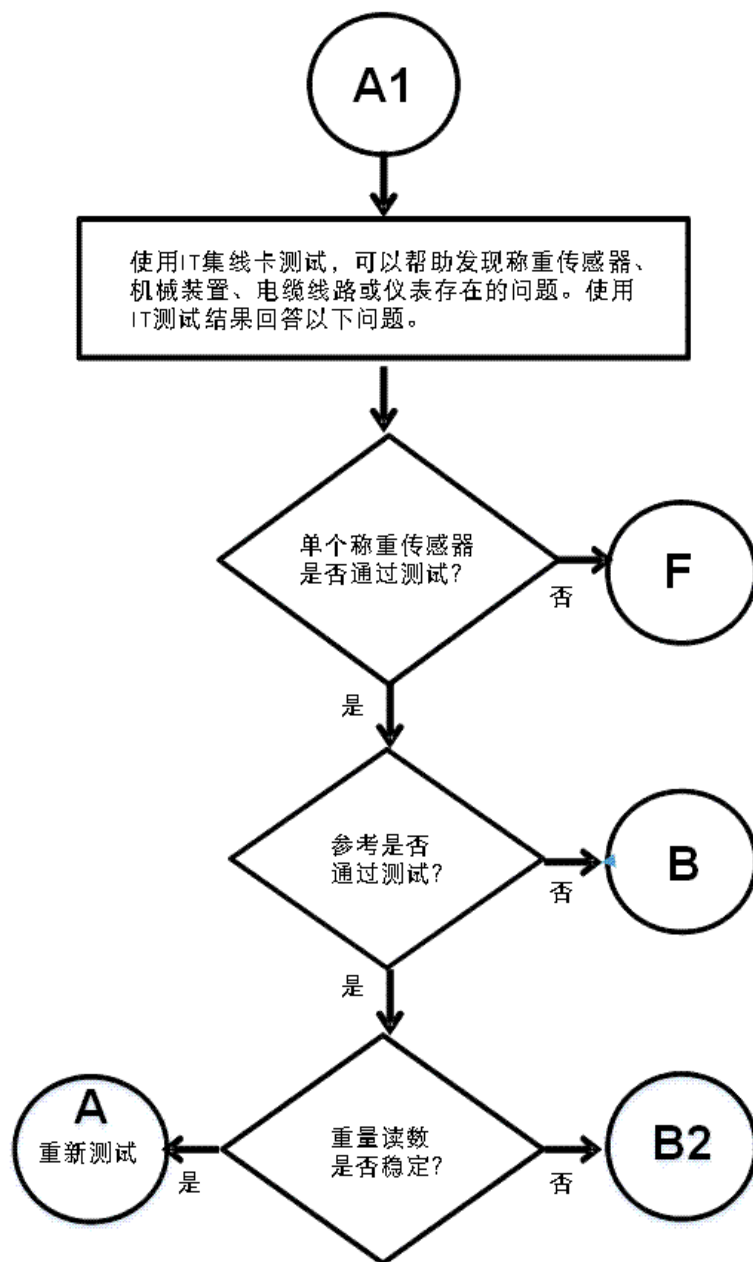 A1
使用IT集线卡测试，可以帮助发现称重传感器、
机械装置、电缆线路或仪表存在的问题。使用
IT测试结果回答以下问题。
单个称重传感器
是否通过测试?
否
F
是
参考是否
通过测试?
否
B
是
A
重新测试
是
重量读数
是否稳定?
否
B2